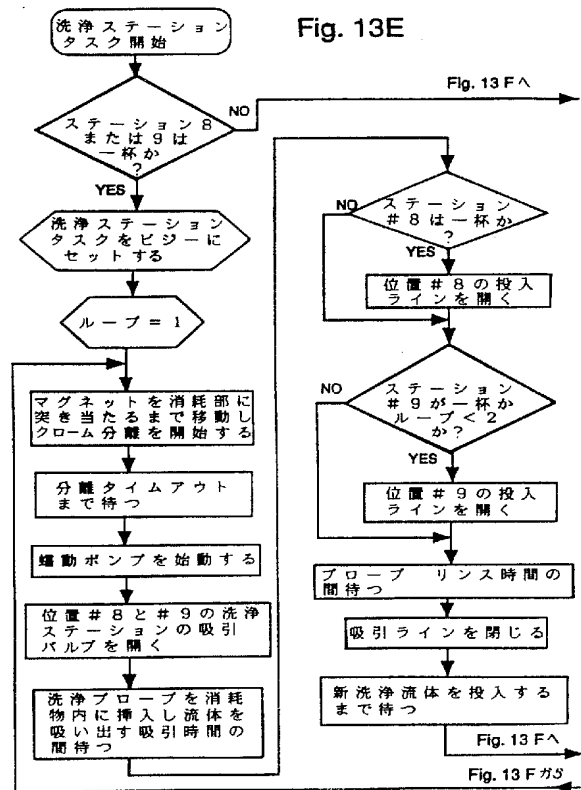 Fig. 13E
洗浄ステーション
タスク開始
Fig. 13 Fへ
NO
ステーション8
または9は
一杯か
?
YES
洗浄ステーション
タスクをビジーに
セットする
ループ=1
マグネットを消耗部に
突き当たるまで移動し
クローム分離を開始する
分離タイムアウト
まで待つ
蠕動ポンプを始動する
位置#8と#9の洗浄
ステーションの吸引
バルブを開く
洗浄プローブを消耗
物内に挿入し流体を
吸い出す吸引時間の
間待つ
NO
ステーション
#8は一杯か
?
YES
位置#8の投入
ラインを開く
NO
ステーション
#9が一杯か
ループ<2
か?
YES
位置#9の投入
ラインを開く
プローブ リンス時間の
間待つ
吸引ラインを閉じる
新洗浄流体を投入する
まで待つ
Fig. 13 Fへ
Fig. 13 Fから